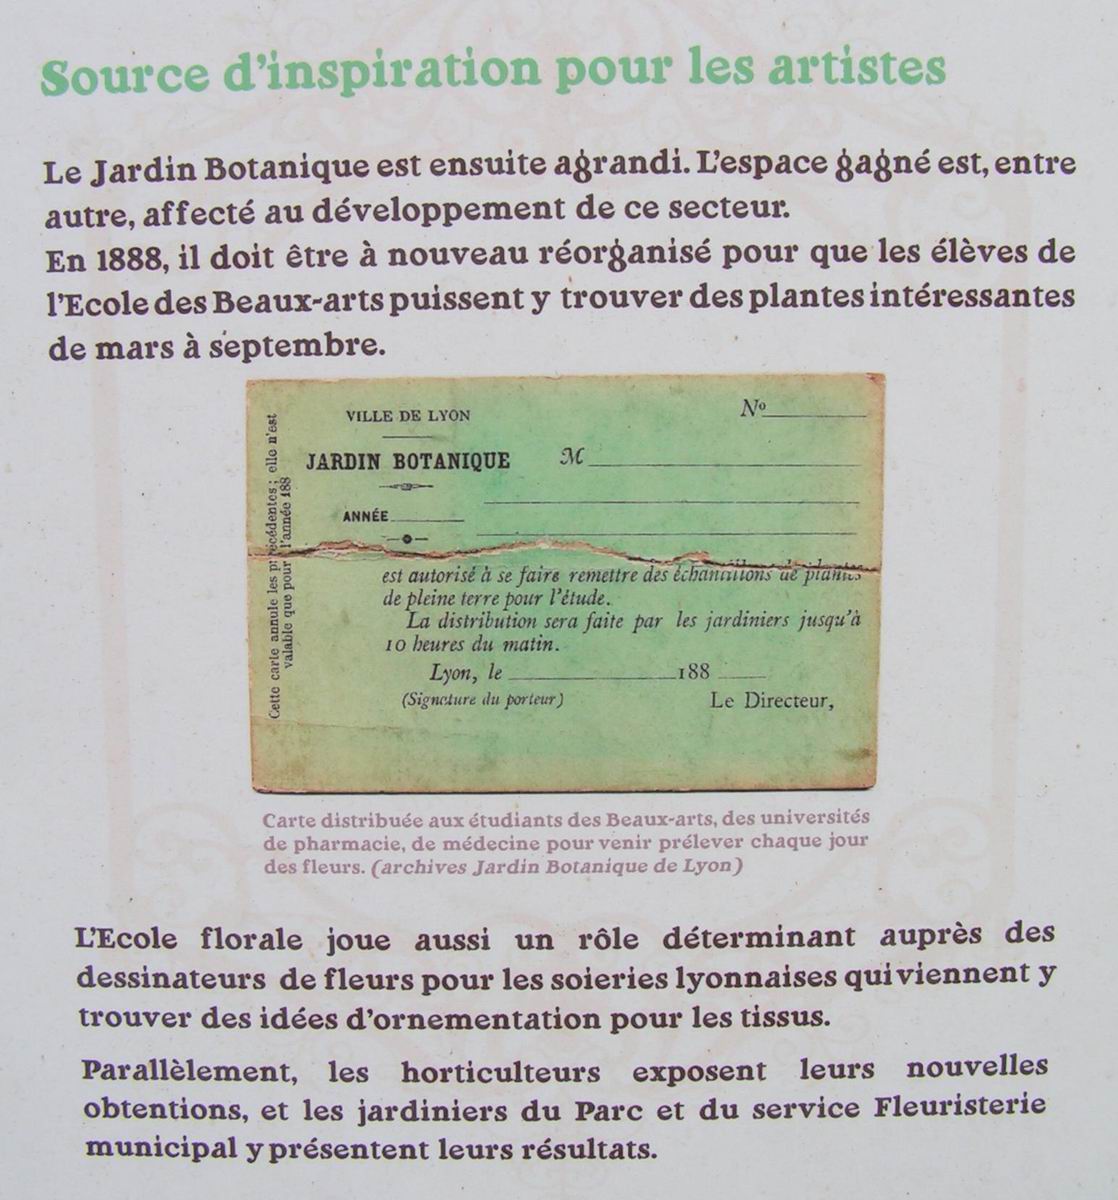 Source d'inspiration pour les artistes
Le Jardin Botanique est ensuite agrandi. L'espace gagné est, entre
autre, affecté au développement de ce secteur.
En 1888, il doit être à nouveau réorganisé pour que les élèves de
l'Ecole des Beaux-arts puissent y trouver des plantes intéressantes
de mars à septembre.
Cette carte annule les précédentes ; elle n'est
valable que pour l'année 188
VILLE DE LYON
Nº
JARDIN BOTANIQUE
M
ANNÉE
est autorisé à se faire remettre des échantillons de plantes
de pleine terre pour l'étude.
La distribution sera faite par les jardiniers jusqu'à
10 heures du matin.
Lyon, le 188
(Signature du porteur) Le Directeur,
Carte distribuée aux étudiants des Beaux-arts, des universités
de pharmacie, de médecine pour venir prélever chaque jour
des fleurs. (archives Jardin Botanique de Lyon)
L'Ecole florale joue aussi un rôle déterminant auprès des
dessinateurs de fleurs pour les soieries lyonnaises qui viennent y
trouver des idées d'ornementation pour les tissus.
Parallèlement, les horticulteurs exposent leurs nouvelles
obtentions, et les jardiniers du Parc et du service Fleuristerie
municipal y présentent leurs résultats.